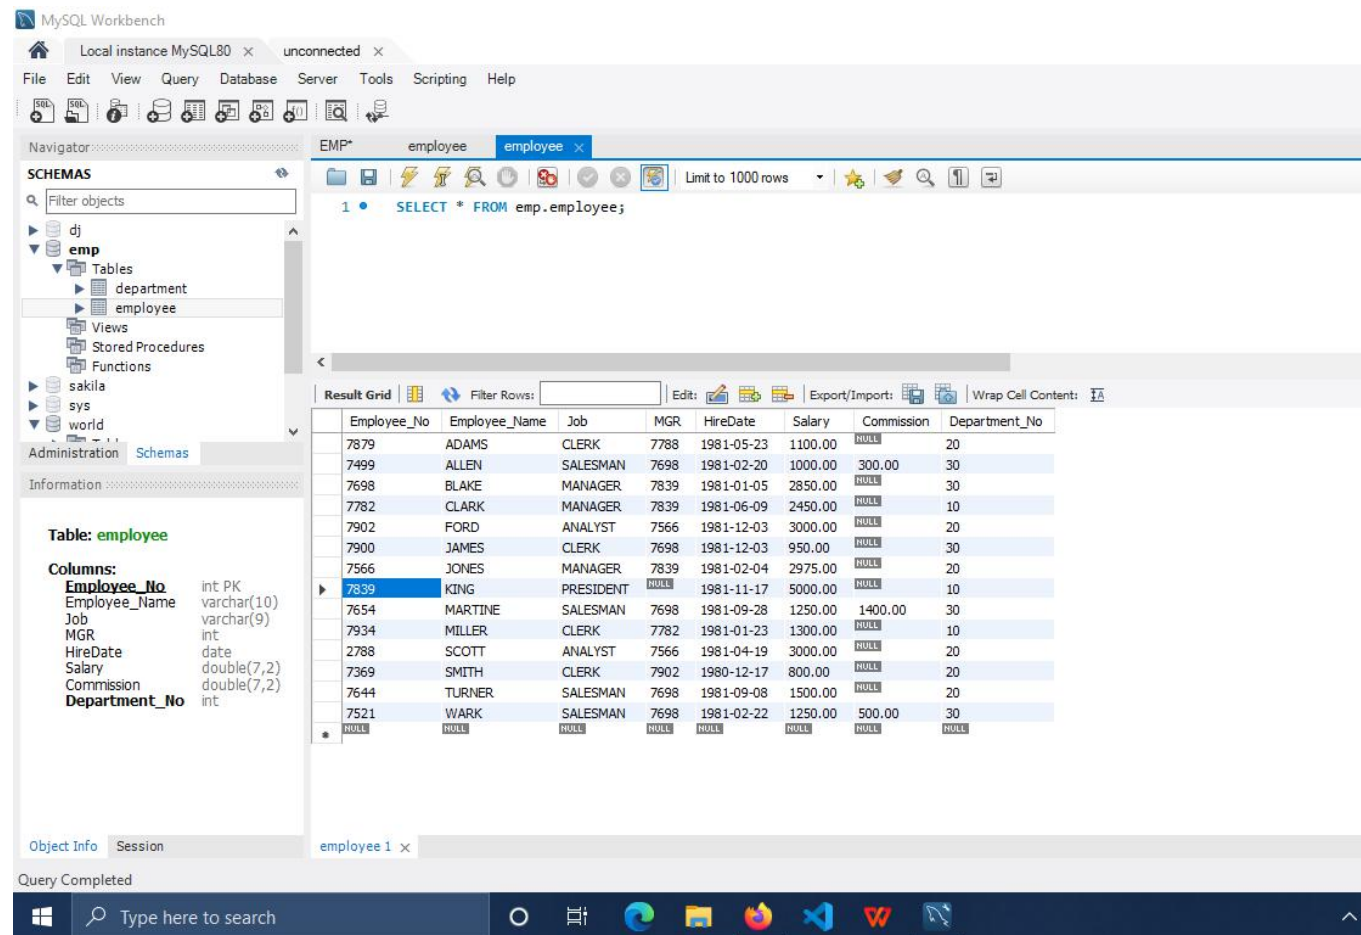 MySQL Workbench
Local instance MySQL80 × unconnected ×
File Edit View Query Database Server Tools Scripting Help
Navigator
SCHEMAS
Filter objects
dj
emp
Tables
department
employee
Views
Stored Procedures
Functions
sakila
sys
world
Administration Schemas
Information
Table: employee
Columns:
Employee_No int PK
Employee_Name varchar(10)
Job varchar(9)
MGR int
HireDate date
Salary double(7,2)
Commission double(7,2)
Department_No int
Object Info Session
EMP* employee employee ×
Limit to 1000 rows
1 SELECT * FROM emp.employee;
Result Grid Filter Rows: Edit: Export/Import: Wrap Cell Content:
Employee_No Employee_Name Job MGR HireDate Salary Commission Department_No
7879 ADAMS CLERK 7788 1981-05-23 1100.00 NULL 20
7499 ALLEN SALESMAN 7698 1981-02-20 1000.00 300.00 30
7698 BLAKE MANAGER 7839 1981-01-05 2850.00 NULL 30
7782 CLARK MANAGER 7839 1981-06-09 2450.00 NULL 10
7902 FORD ANALYST 7566 1981-12-03 3000.00 NULL 20
7900 JAMES CLERK 7698 1981-12-03 950.00 NULL 30
7566 JONES MANAGER 7839 1981-02-04 2975.00 NULL 20
7839 KING PRESIDENT NULL 1981-11-17 5000.00 NULL 10
7654 MARTINE SALESMAN 7698 1981-09-28 1250.00 1400.00 30
7934 MILLER CLERK 7782 1981-01-23 1300.00 NULL 10
2788 SCOTT ANALYST 7566 1981-04-19 3000.00 NULL 20
7369 SMITH CLERK 7902 1980-12-17 800.00 NULL 20
7644 TURNER SALESMAN 7698 1981-09-08 1500.00 NULL 20
7521 WARK SALESMAN 7698 1981-02-22 1250.00 500.00 30
NULL NULL NULL NULL NULL NULL NULL NULL
employee 1 ×
Query Completed
Type here to search